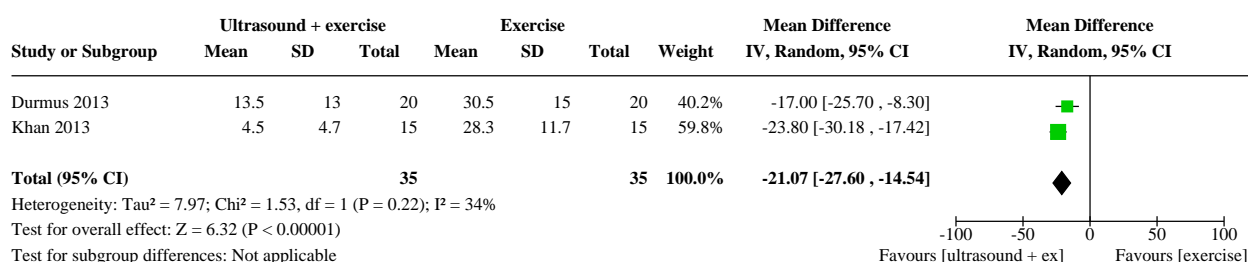 Ultrasound + exercise Exercise Mean Difference Mean Difference
Study or Subgroup Mean SD Total Mean SD Total Weight IV, Random, 95% CI IV, Random, 95% CI
Durmus 2013 13.5 13 20 30.5 15 20 40.2% -17.00 [-25.70 , -8.30]
Khan 2013 4.5 4.7 15 28.3 11.7 15 59.8% -23.80 [-30.18 , -17.42]
Total (95% CI) 35 35 100.0% -21.07 [-27.60 , -14.54]
Heterogeneity: Tau² = 7.97; Chi² = 1.53, df = 1 (P = 0.22); I² = 34%
Test for overall effect: Z = 6.32 (P < 0.00001)
-100 -50 0 50 100
Test for subgroup differences: Not applicable Favours [ultrasound + ex] Favours [exercise]